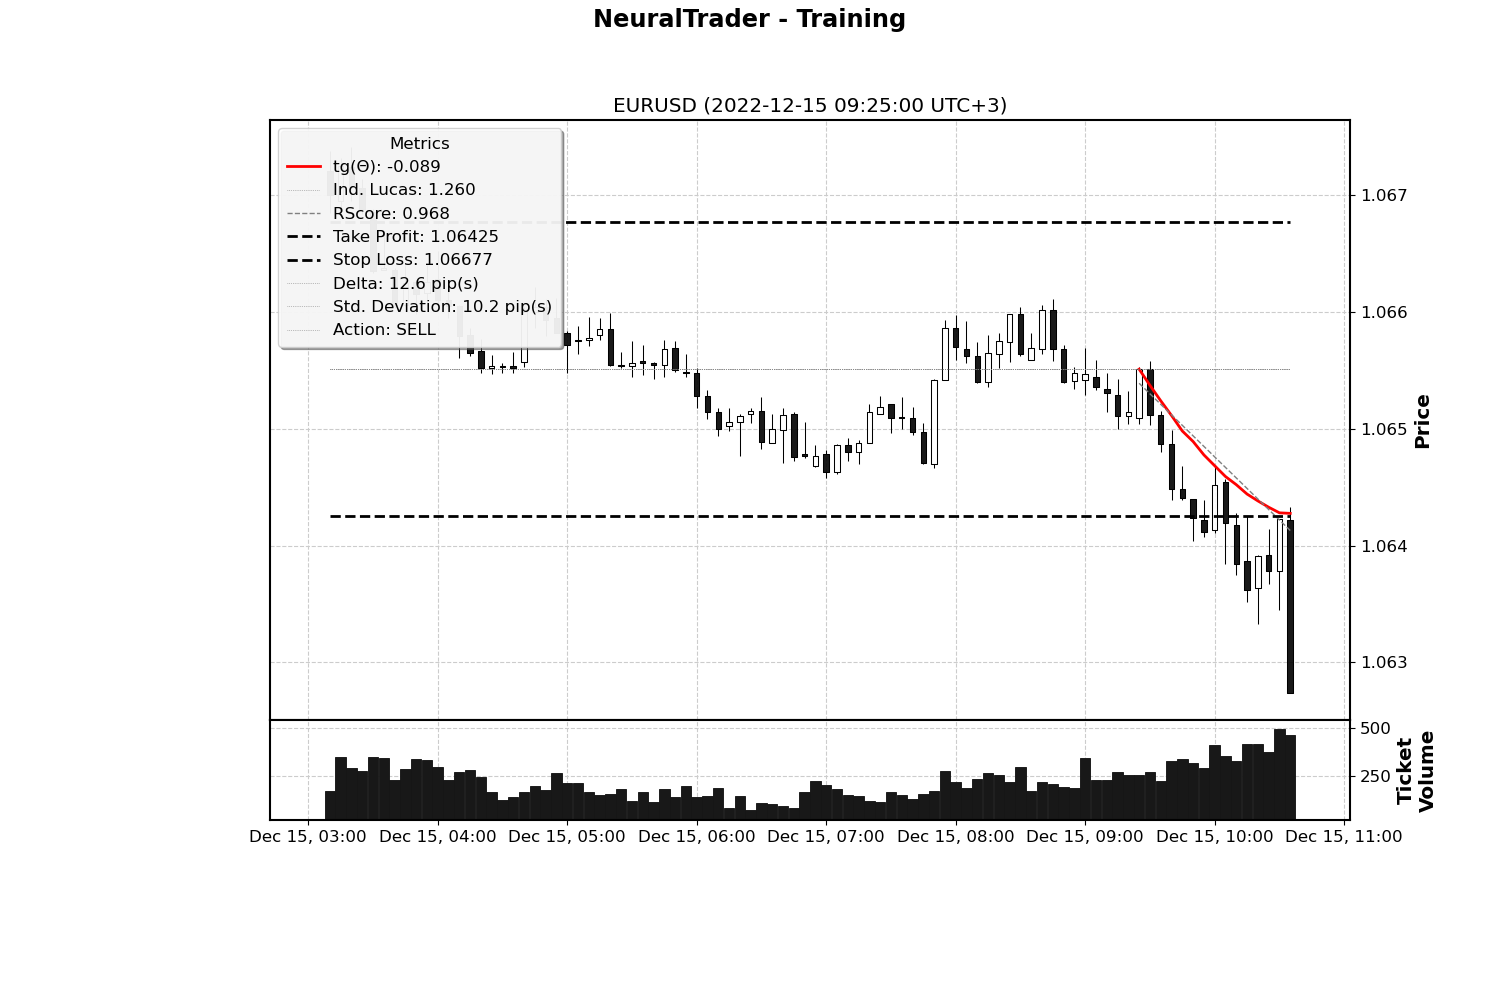 NeuralTrader - Training
EURUSD (2022-12-15 09:25:00 UTC+3)
Metrics
tg(Θ): -0.089
Ind. Lucas: 1.260
RScore: 0.968
Take Profit: 1.06425
Stop Loss: 1.06677
Delta: 12.6 pip(s)
Std. Deviation: 10.2 pip(s)
Action: SELL
1.067
1.066
1.065
1.064
1.063
Price
500
250
Ticket
Volume
Dec 15, 03:00 Dec 15, 04:00 Dec 15, 05:00 Dec 15, 06:00 Dec 15, 07:00 Dec 15, 08:00 Dec 15, 09:00 Dec 15, 10:00 Dec 15, 11:00